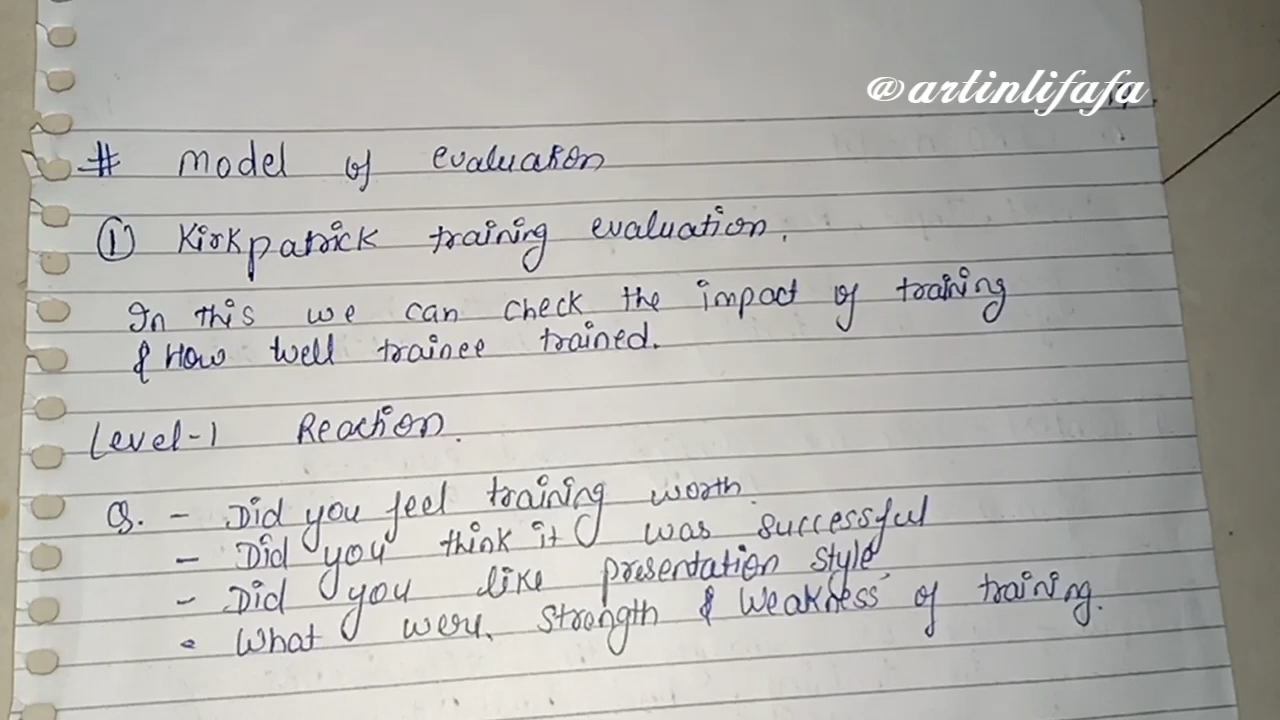 @artinlifafa
# Model of evaluation
① Kirkpatrick training evaluation.
In this we can check the impact of training
& How well trainee trained.
Level-1 Reaction.
Q. - Did you feel training worth.
- Did you think it was successful
- Did you like presentation style
- What were strength & Weakness of training.